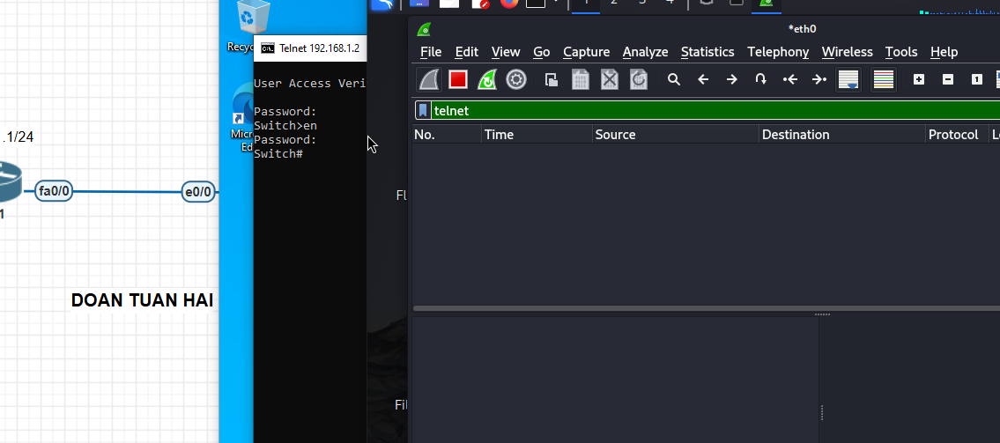 .1/24
fa0/0
e0/0
1
DOAN TUAN HAI
Recyc
Micr
Ed
Telnet 192.168.1.2
User Access Veri
Password:
Switch>en
Password:
Switch#
Fl
Fil
1 2 3 4
*eth0
File Edit View Go Capture Analyze Statistics Telephony Wireless Tools Help
telnet
No. Time Source Destination Protocol L